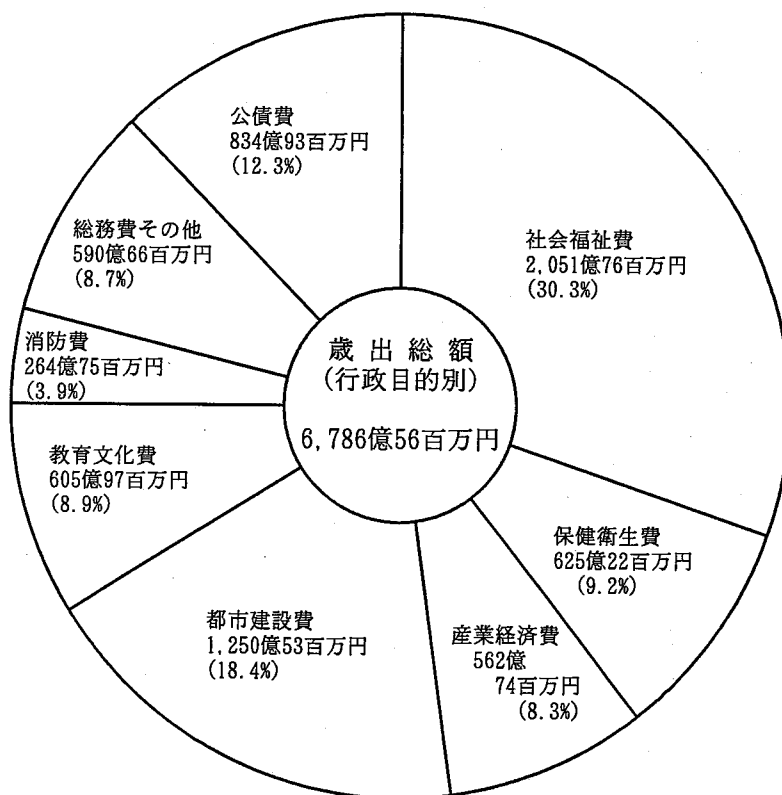 歳出総額
(行政目的別)
6,786億56百万円
社会福祉費
2,051億76百万円
(30.3%)
保健衛生費
625億22百万円
(9.2%)
産業経済費
562億
74百万円
(8.3%)
都市建設費
1,250億53百万円
(18.4%)
教育文化費
605億97百万円
(8.9%)
消防費
264億75百万円
(3.9%)
総務費その他
590億66百万円
(8.7%)
公債費
834億93百万円
(12.3%)